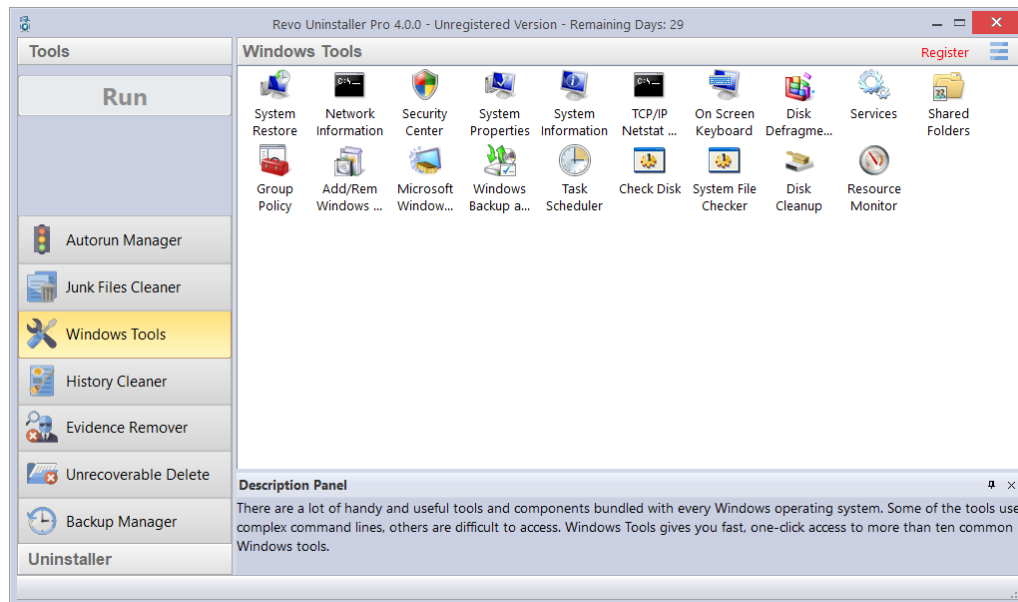 Revo Uninstaller Pro 4.0.0 - Unregistered Version - Remaining Days: 29
Tools
Windows Tools
Register
Run
System Restore
Network Information
Security Center
System Properties
System Information
TCP/IP Netstat ...
On Screen Keyboard
Disk Defragme...
Services
Shared Folders
Group Policy
Add/Rem Windows ...
Microsoft Window...
Windows Backup a...
Task Scheduler
Check Disk
System File Checker
Disk Cleanup
Resource Monitor
Autorun Manager
Junk Files Cleaner
Windows Tools
History Cleaner
Evidence Remover
Unrecoverable Delete
Backup Manager
Uninstaller
Description Panel
There are a lot of handy and useful tools and components bundled with every Windows operating system. Some of the tools use
complex command lines, others are difficult to access. Windows Tools gives you fast, one-click access to more than ten common
Windows tools.